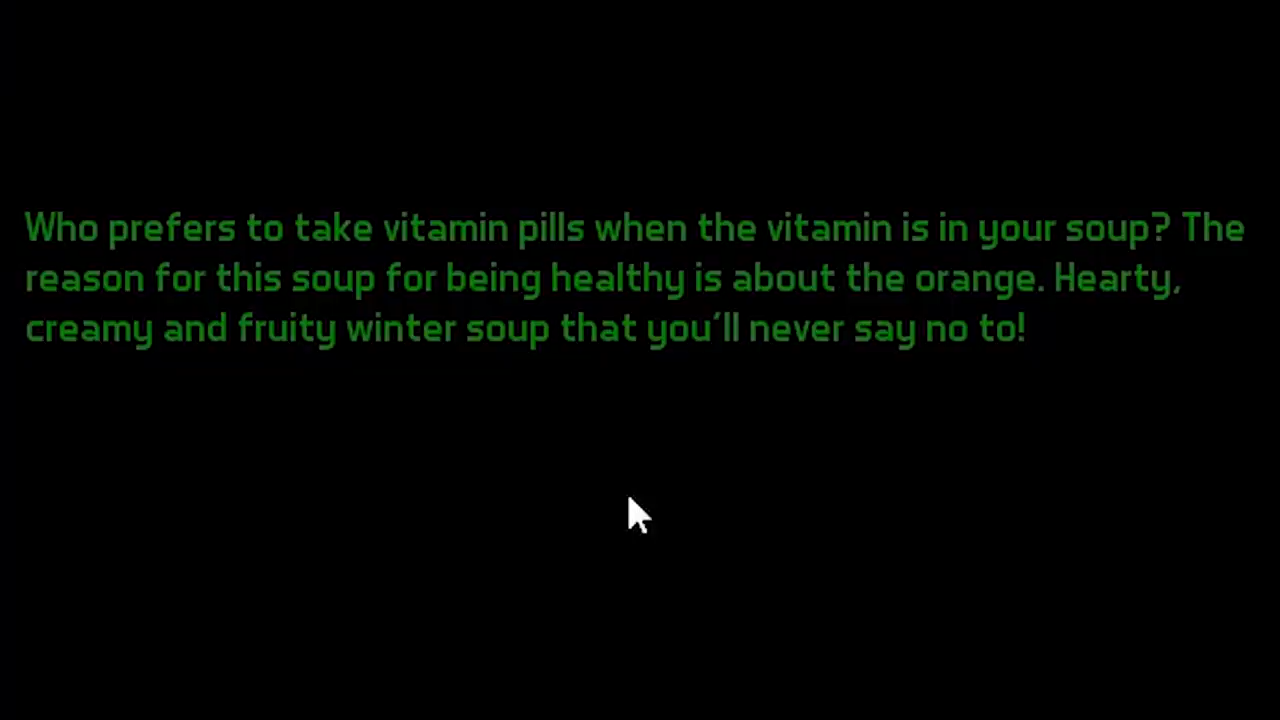 Who prefers to take vitamin pills when the vitamin is in your soup? The
reason for this soup for being healthy is about the orange. Hearty,
creamy and fruity winter soup that you'll never say no to!